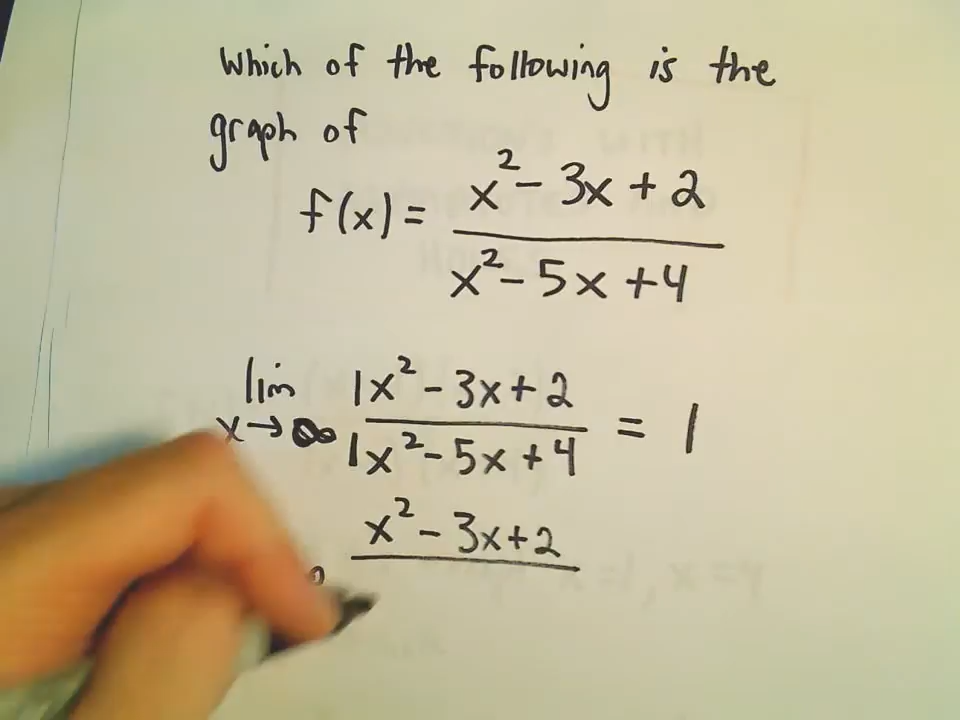 Which of the following is the
graph of
f(x) = x² - 3x + 2 / x² - 5x + 4
lim x→∞ 1x² - 3x + 2 / 1x² - 5x + 4 = 1
x² - 3x + 2